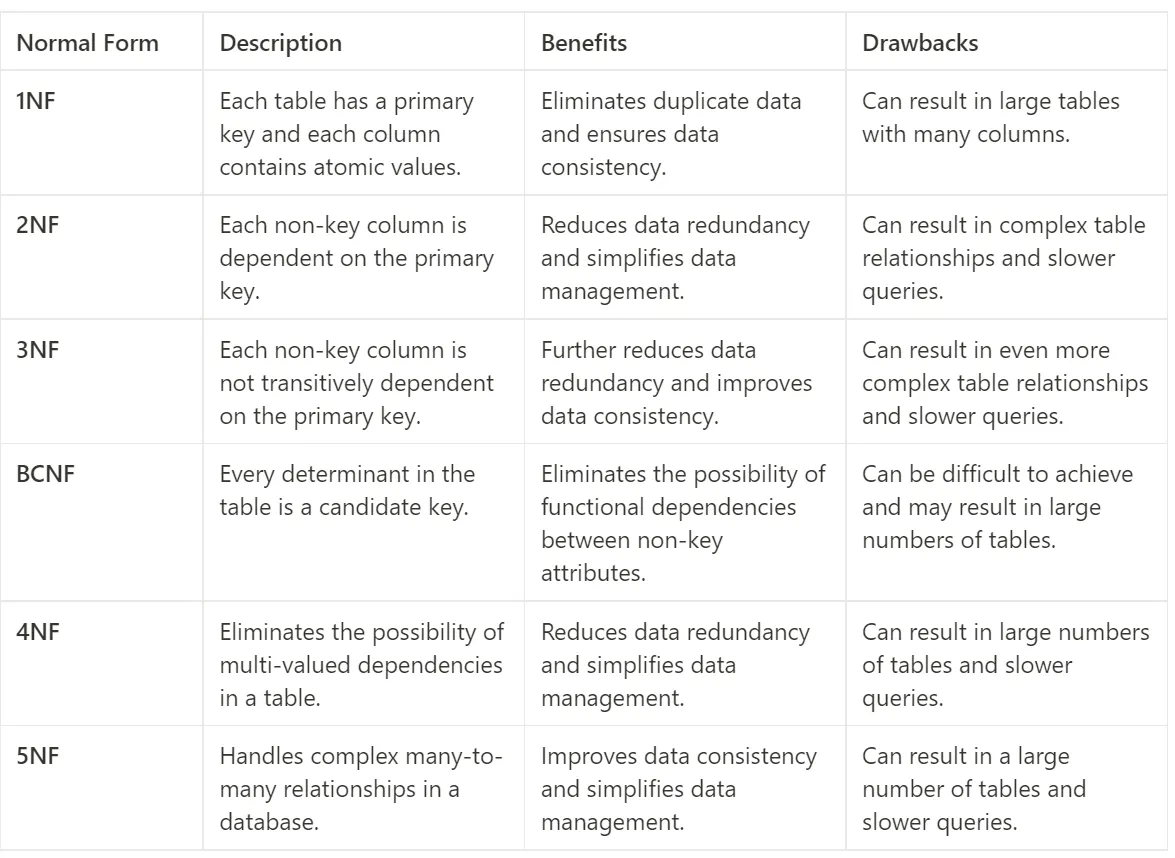 Normal Form Description Benefits Drawbacks
1NF
Each table has a primary
key and each column
contains atomic values.
Eliminates duplicate data
and ensures data
consistency.
Can result in large tables
with many columns.
2NF
Each non-key column is
dependent on the primary
key.
Reduces data redundancy
and simplifies data
management.
Can result in complex table
relationships and slower
queries.
3NF
Each non-key column is
not transitively dependent
on the primary key.
Further reduces data
redundancy and improves
data consistency.
Can result in even more
complex table relationships
and slower queries.
BCNF
Every determinant in the
table is a candidate key.
Eliminates the possibility of
functional dependencies
between non-key
attributes.
Can be difficult to achieve
and may result in large
numbers of tables.
4NF
Eliminates the possibility of
multi-valued dependencies
in a table.
Reduces data redundancy
and simplifies data
management.
Can result in large numbers
of tables and slower
queries.
5NF
Handles complex many-to-
many relationships in a
database.
Improves data consistency
and simplifies data
management.
Can result in a large
number of tables and
slower queries.